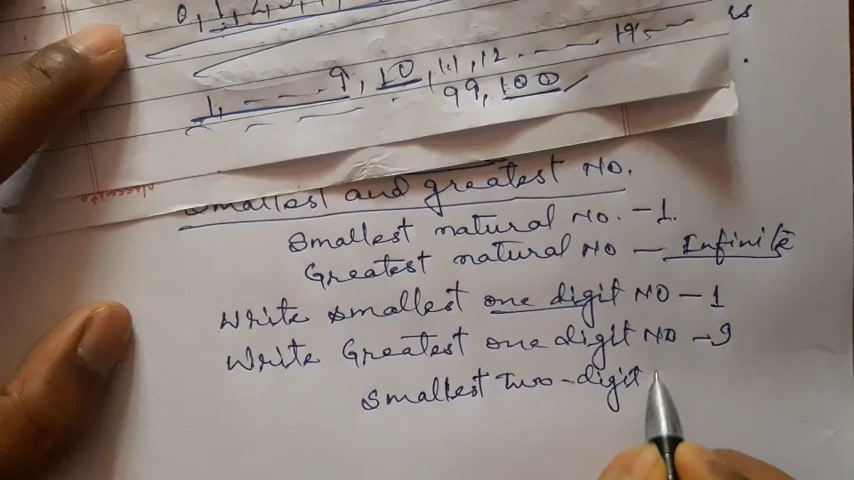 1, 9, 10, 11, 12. 19,
99, 100
Smallest and greatest NO.
Smallest natural no. - 1.
Greatest natural NO - Infinite
Write smallest one digit NO - 1
Write Greatest one digit NO - 9
Smallest Two-digit